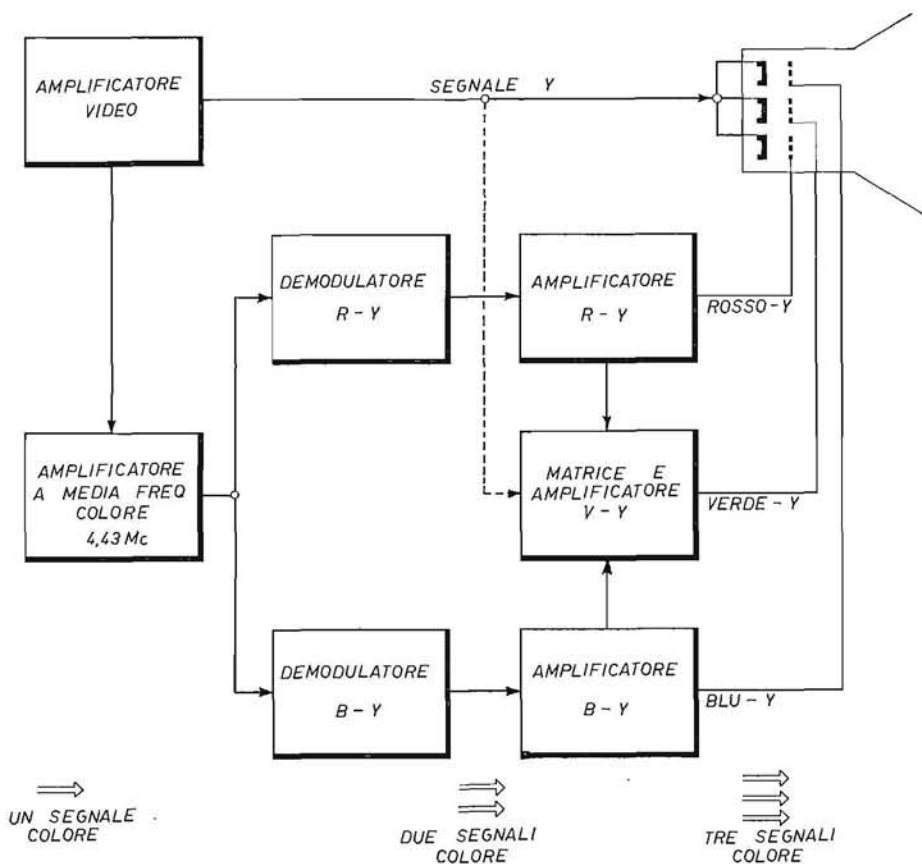 AMPLIFICATORE
VIDEO
SEGNALE Y
DEMODULATORE
R-Y
AMPLIFICATORE
R-Y
ROSSO-Y
AMPLIFICATORE
A MEDIA FREQ
COLORE
4,43 Mc
MATRICE E
AMPLIFICATORE
V-Y
VERDE-Y
DEMODULATORE
B-Y
AMPLIFICATORE
B-Y
BLU-Y
UN SEGNALE
COLORE
DUE SEGNALI
COLORE
TRE SEGNALI
COLORE